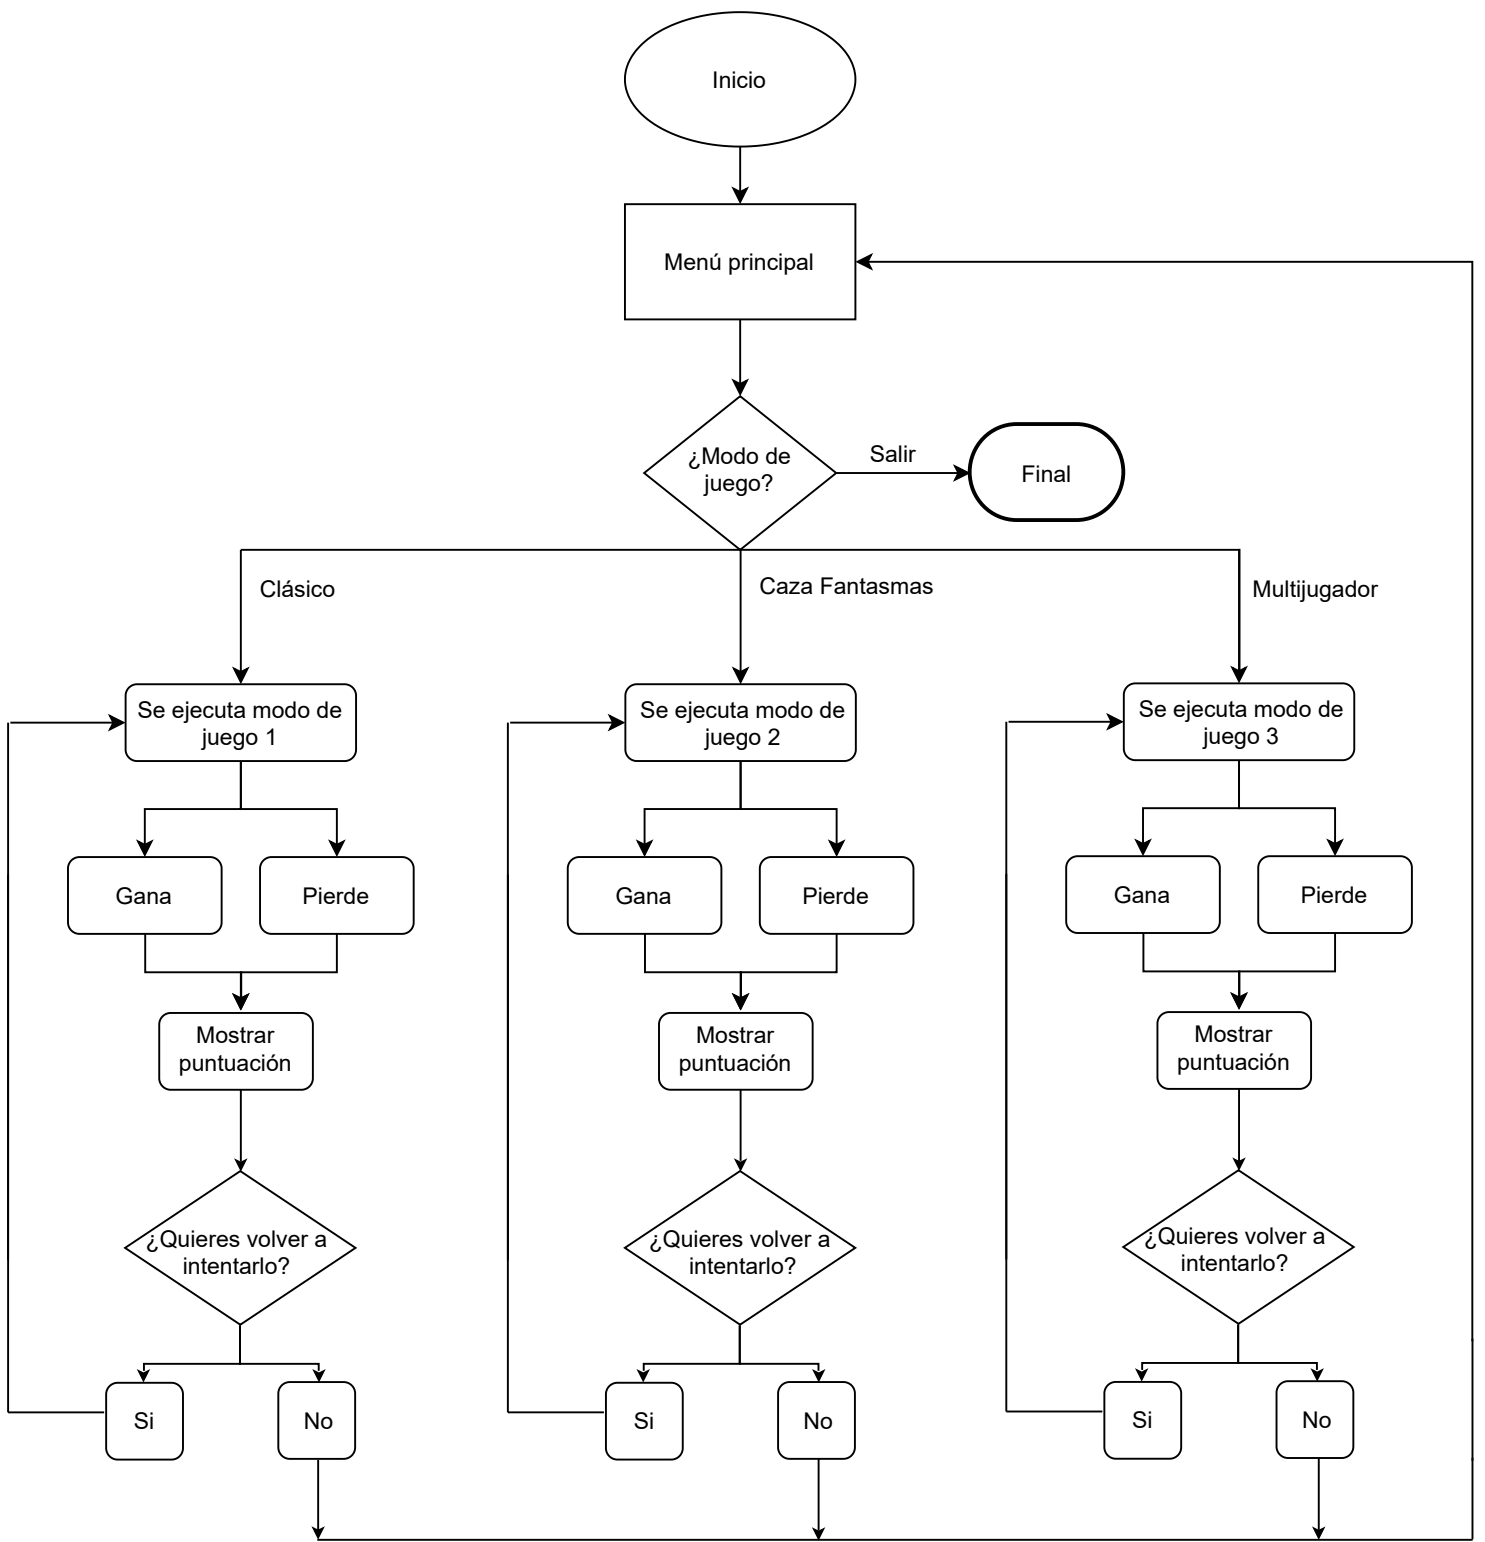 Inicio
Menú principal
¿Modo de
juego?
Salir
Final
Clásico
Caza Fantasmas
Multijugador
Se ejecuta modo de
juego 1
Se ejecuta modo de
juego 2
Se ejecuta modo de
juego 3
Gana
Pierde
Gana
Pierde
Gana
Pierde
Mostrar
puntuación
Mostrar
puntuación
Mostrar
puntuación
¿Quieres volver a
intentarlo?
¿Quieres volver a
intentarlo?
¿Quieres volver a
intentarlo?
Si
No
Si
No
Si
No